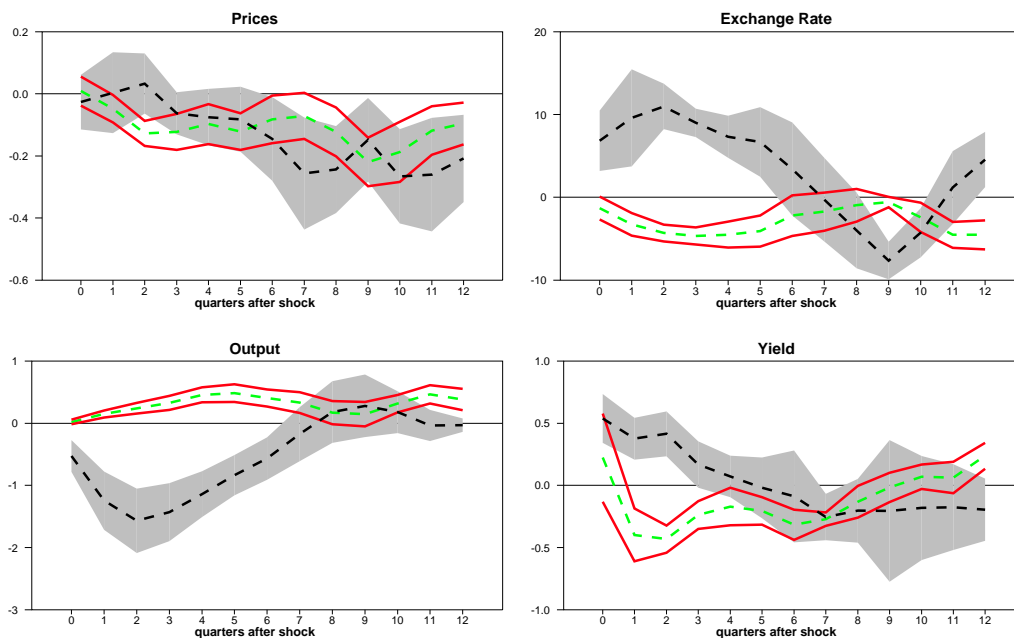 Prices
0.2
0.0
-0.2
-0.4
-0.6
0 1 2 3 4 5 6 7 8 9 10 11 12
quarters after shock
Exchange Rate
20
10
0
-10
0 1 2 3 4 5 6 7 8 9 10 11 12
quarters after shock
Output
1
0
-1
-2
-3
0 1 2 3 4 5 6 7 8 9 10 11 12
quarters after shock
Yield
1.0
0.5
0.0
-0.5
-1.0
0 1 2 3 4 5 6 7 8 9 10 11 12
quarters after shock